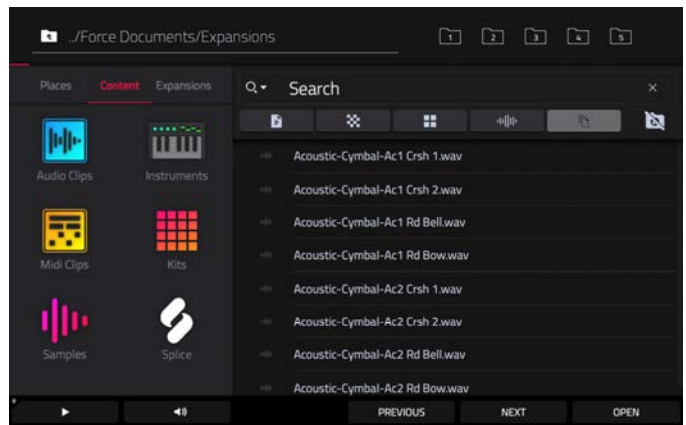 ../Force Documents/Expansions
1 2 3 4 5
Places Content Expansions
Search
Audio Clips Instruments
Midi Clips Kits
Samples Splice
Acoustic-Cymbal-Ac1 Crsh 1.wav
Acoustic-Cymbal-Ac1 Crsh 2.wav
Acoustic-Cymbal-Ac1 Rd Bell.wav
Acoustic-Cymbal-Ac1 Rd Bow.wav
Acoustic-Cymbal-Ac2 Crsh 1.wav
Acoustic-Cymbal-Ac2 Crsh 2.wav
Acoustic-Cymbal-Ac2 Rd Bell.wav
Acoustic-Cymbal-Ac2 Rd Bow.wav
PREVIOUS NEXT OPEN